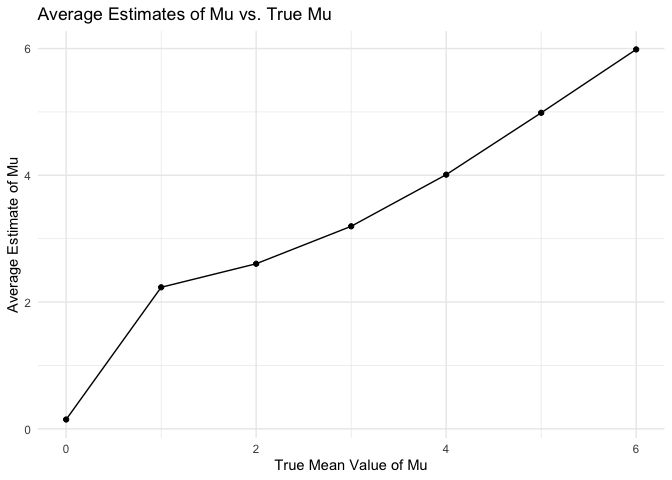 Average Estimates of Mu vs. True Mu
6
4
2
0
Average Estimate of Mu
0 2 4 6
True Mean Value of Mu